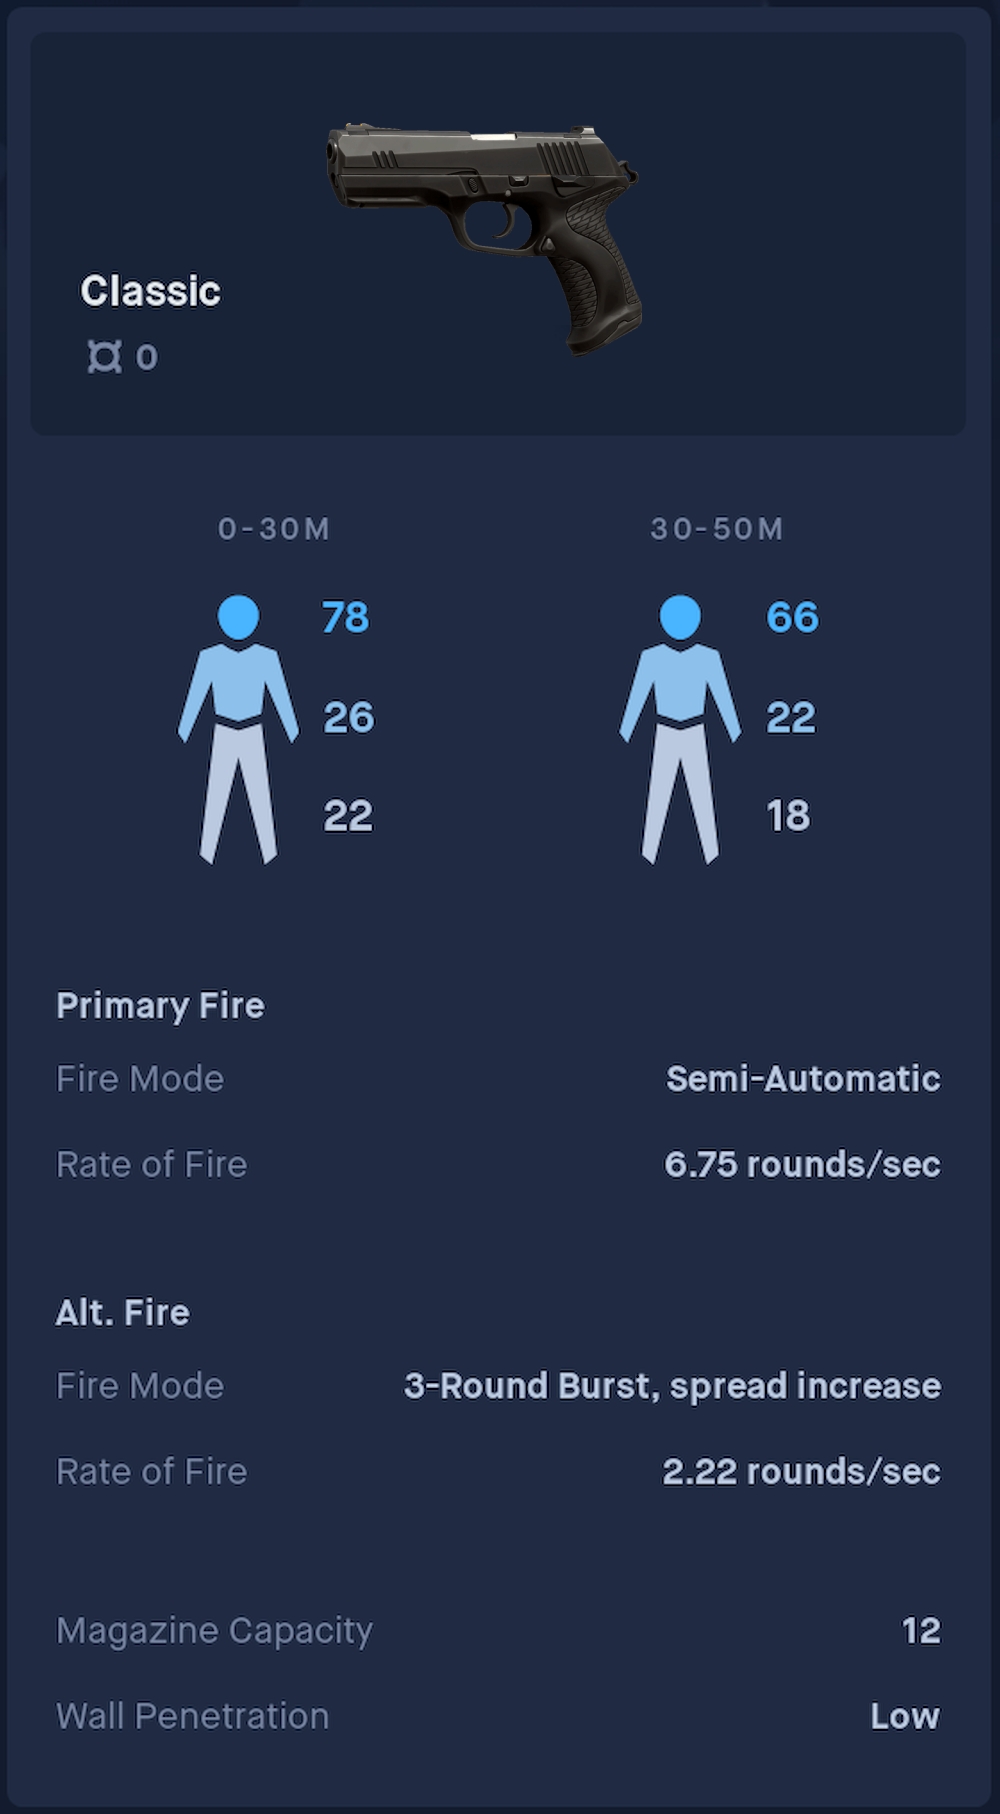 Classic
¤ 0
0-30M 30-50M
78 66
26 22
22 18
Primary Fire
Fire Mode Semi-Automatic
Rate of Fire 6.75 rounds/sec
Alt. Fire
Fire Mode 3-Round Burst, spread increase
Rate of Fire 2.22 rounds/sec
Magazine Capacity 12
Wall Penetration Low